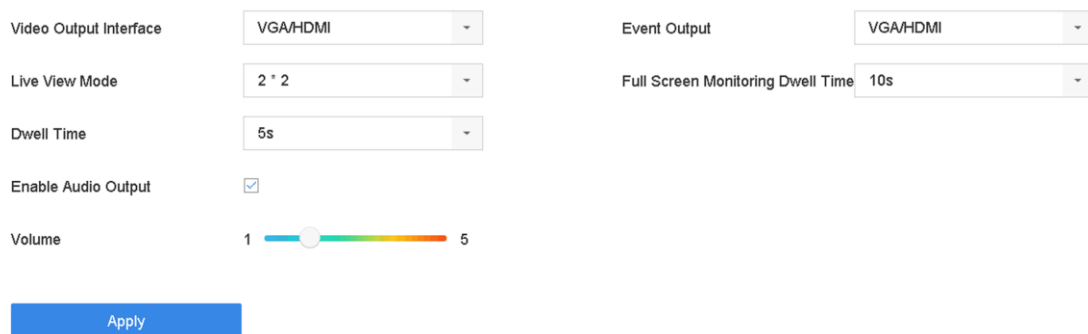 Video Output Interface VGA/HDMI Event Output VGA/HDMI
Live View Mode 2 * 2 Full Screen Monitoring Dwell Time 10s
Dwell Time 5s
Enable Audio Output
Volume 1 5
Apply